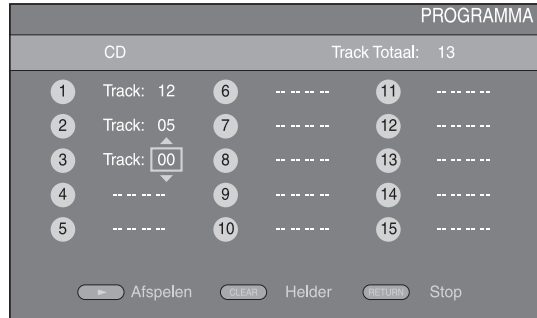 PROGRAMMA
CD Track Totaal: 13
1 Track: 12 6 -- -- -- -- 11 -- -- -- --
2 Track: 05 7 -- -- -- -- 12 -- -- -- --
3 Track: 00 8 -- -- -- -- 13 -- -- -- --
4 -- -- -- -- 9 -- -- -- -- 14 -- -- -- --
5 -- -- -- -- 10 -- -- -- -- 15 -- -- -- --
Afspelen CLEAR Helder RETURN Stop